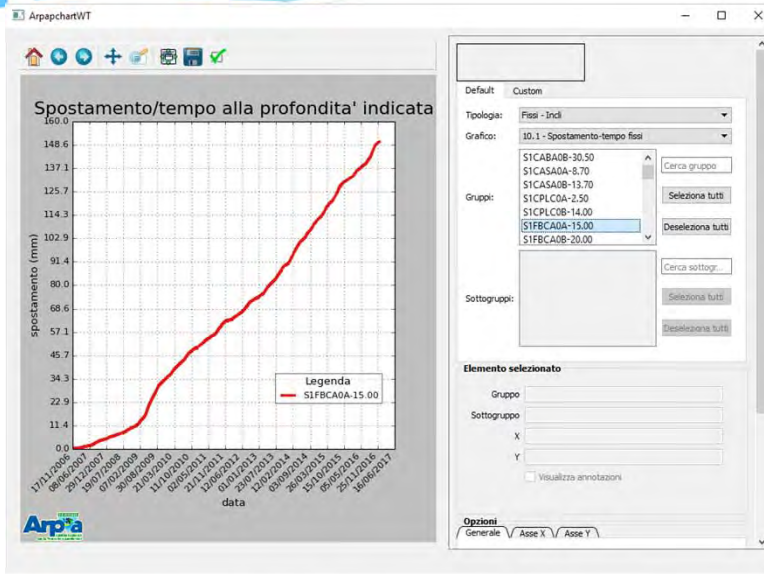 ArpapchartWT
Spostamento/tempo alla profondita' indicata
160.0
148.6
137.1
125.7
114.3
102.9
91.4
80.0
68.6
57.1
45.7
34.3
22.9
11.4
0.0
spostamento (mm)
Legenda
S1FBCA0A-15.00
17/11/2006
08/06/2007
29/12/2007
19/07/2008
07/02/2009
30/08/2009
21/03/2010
11/10/2010
02/05/2011
21/11/2011
12/06/2012
01/01/2013
23/07/2013
12/02/2014
03/09/2014
26/03/2015
15/10/2015
05/05/2016
25/11/2016
16/06/2017
data
Arpa
Default
Custom
Tipologia:
Fissi - Incli
Grafico:
10.1 - Spostamento-tempo fissi
Gruppi:
S1CABA0B-30.50
S1CASA0A-8.70
S1CASA0B-13.70
S1CPLC0A-2.50
S1CPLC0B-14.00
S1FBCA0A-15.00
S1FBCA0B-20.00
Cerca gruppo
Seleziona tutti
Deseleziona tutti
Sottogruppi:
Cerca sottogr...
Seleziona tutti
Deseleziona tutti
Elemento selezionato
Gruppo
Sottogruppo
X
Y
Visualizza annotazioni
Opzioni
Generale
Asse X
Asse Y